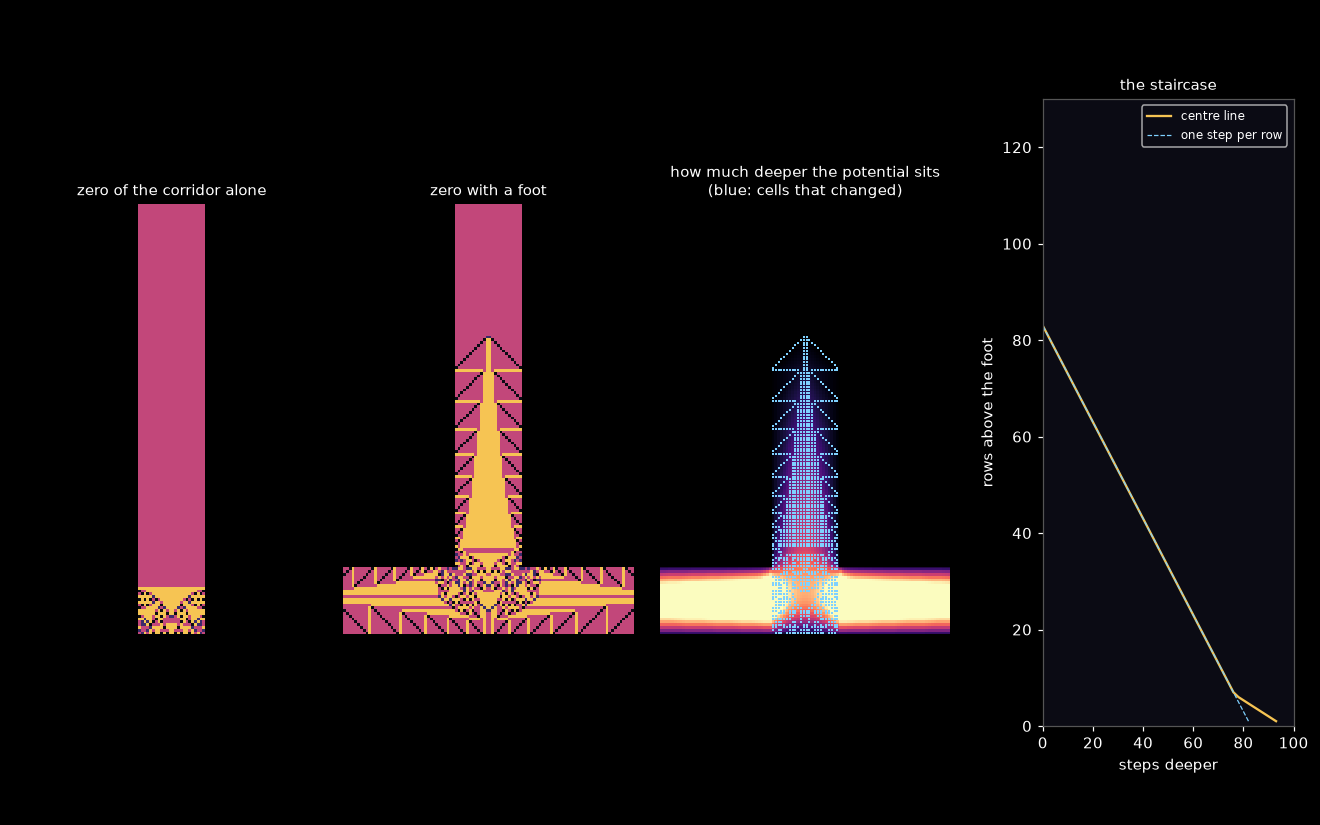 zero of the corridor alone
zero with a foot
how much deeper the potential sits
(blue: cells that changed)
the staircase
centre line
one step per row
120
100
80
60
40
20
0
rows above the foot
0 20 40 60 80 100
steps deeper